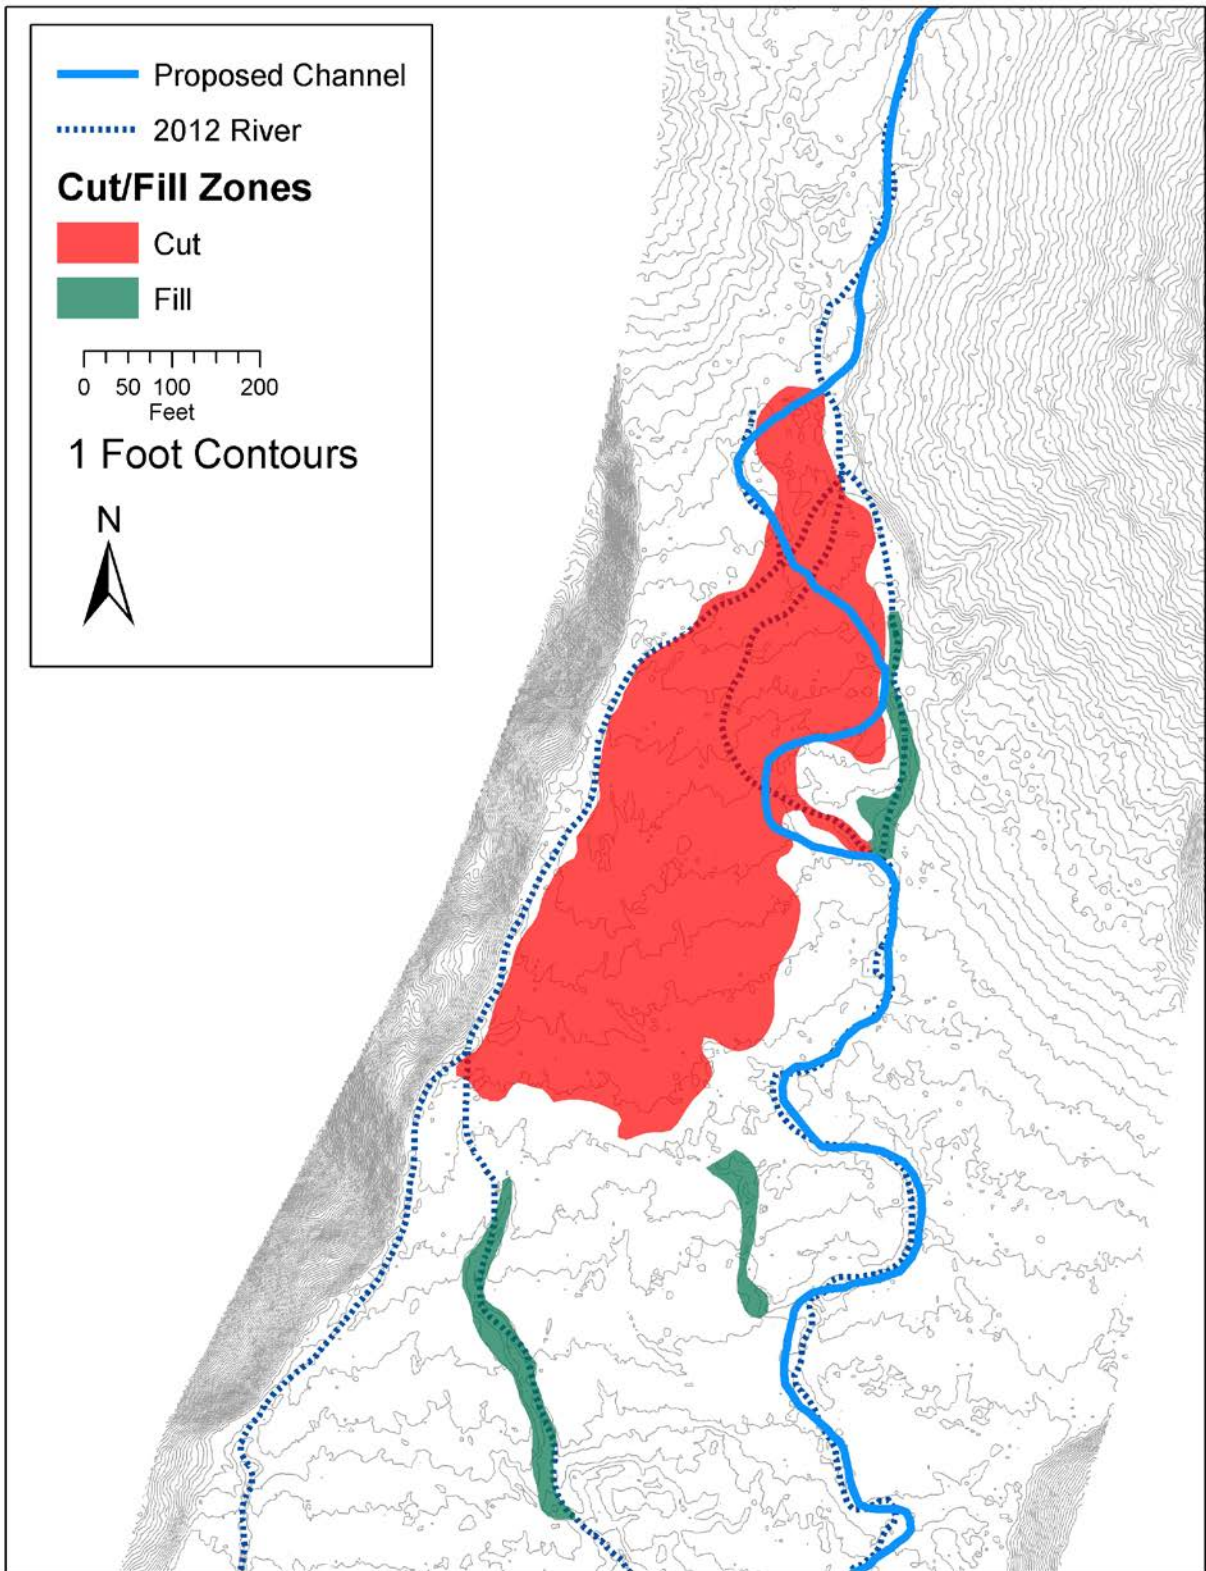 Proposed Channel
2012 River
Cut/Fill Zones
Cut
Fill
0 50 100 200
Feet
1 Foot Contours
N